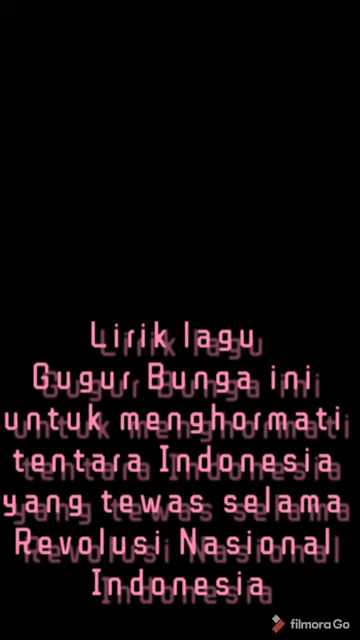 Lirik lagu
Gugur Bunga ini
untuk menghormati
tentara Indonesia
yang tewas selama
Revolusi Nasional
Indonesia
filmora Go